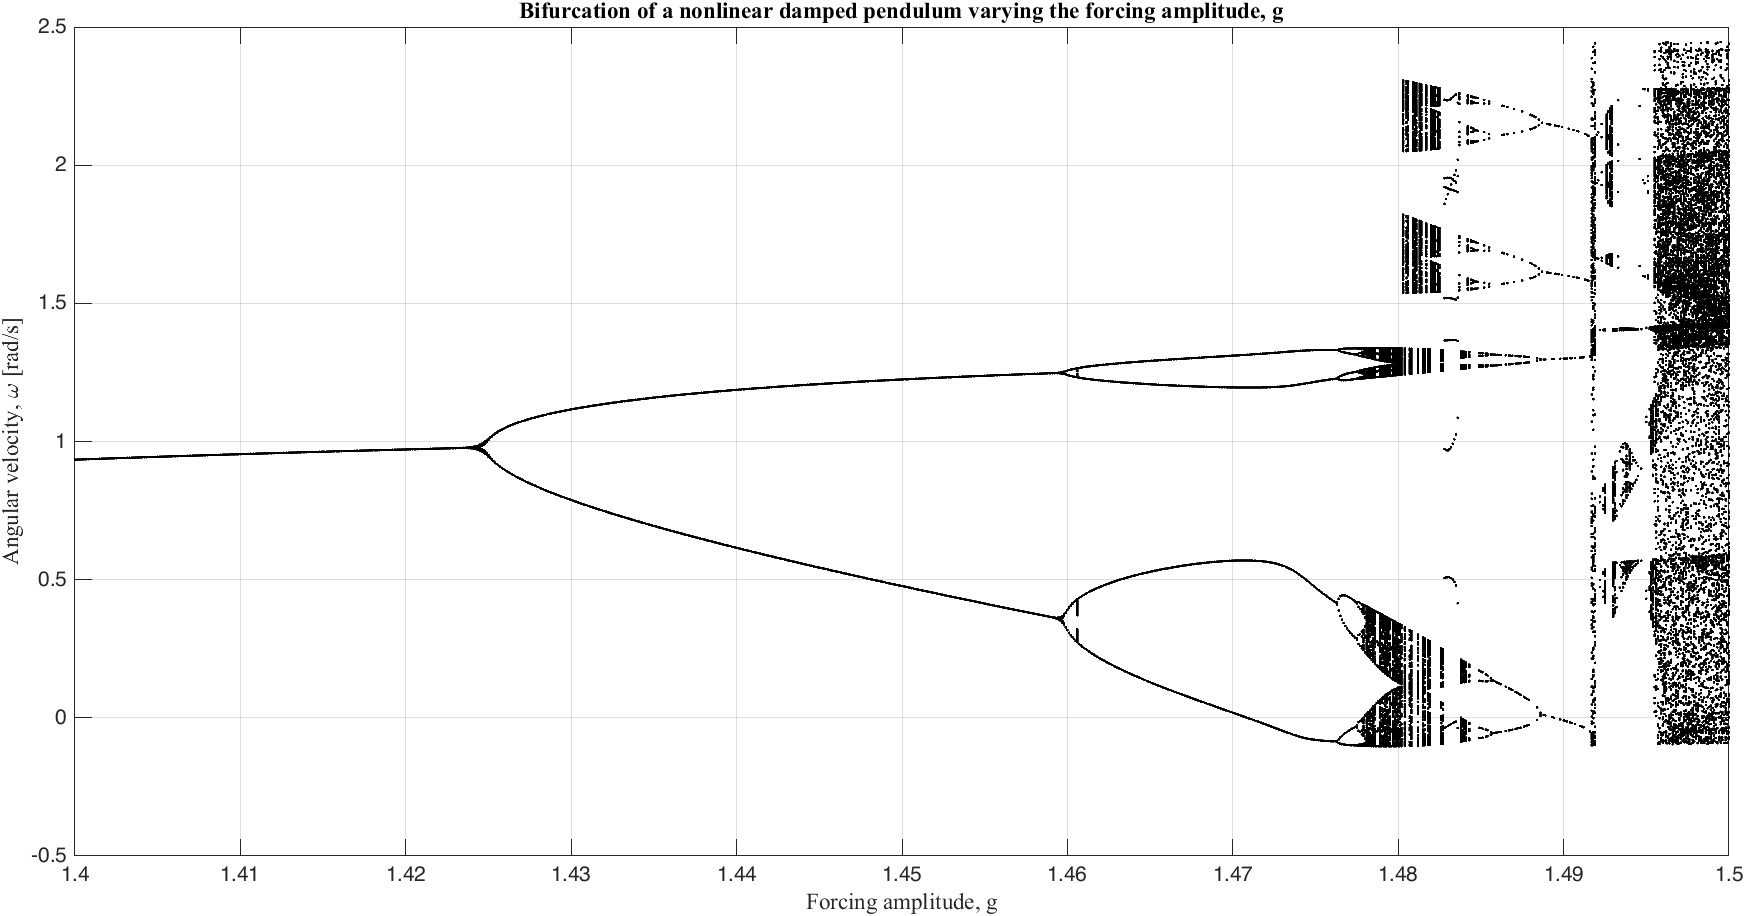 Bifurcation of a nonlinear damped pendulum varying the forcing amplitude, g
2.5
2
1.5
1
0.5
0
-0.5
Angular velocity, ω [rad/s]
1.4 1.41 1.42 1.43 1.44 1.45 1.46 1.47 1.48 1.49 1.5
Forcing amplitude, g